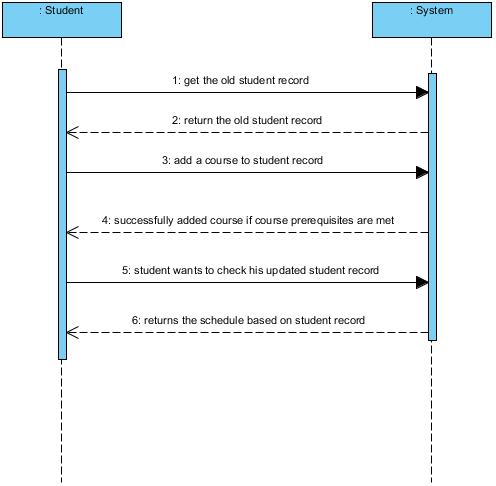 : Student
: System
1: get the old student record
2: return the old student record
3: add a course to student record
4: successfully added course if course prerequisites are met
5: student wants to check his updated student record
6: returns the schedule based on student record